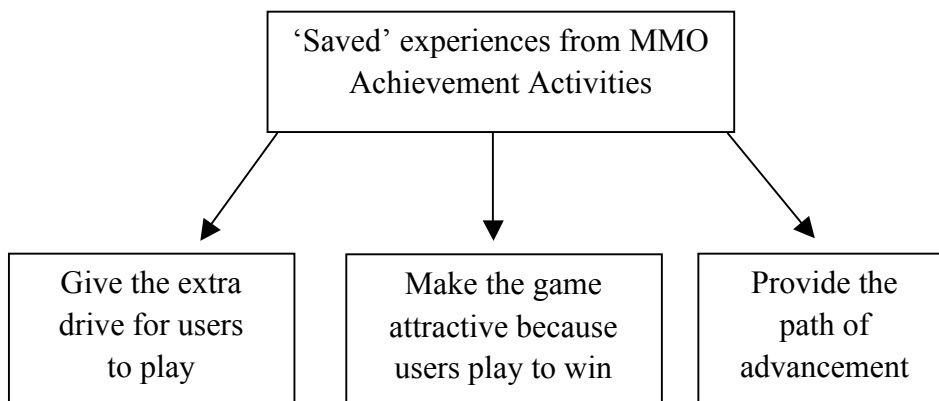 ‘Saved’ experiences from MMO
Achievement Activities
Give the extra
drive for users
to play
Make the game
attractive because
users play to win
Provide the
path of
advancement